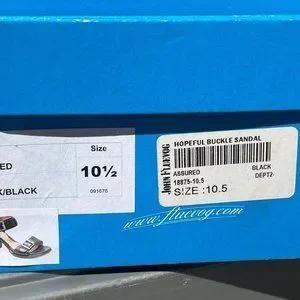 Size
ED
10½
K/BLACK
091675
JOHN FLUEVOG
HOPEFUL BUCKLE SANDAL
ASSURED
BLACK
18875-10.5
DEPT2-
SIZE :10.5
www.fluevog.com